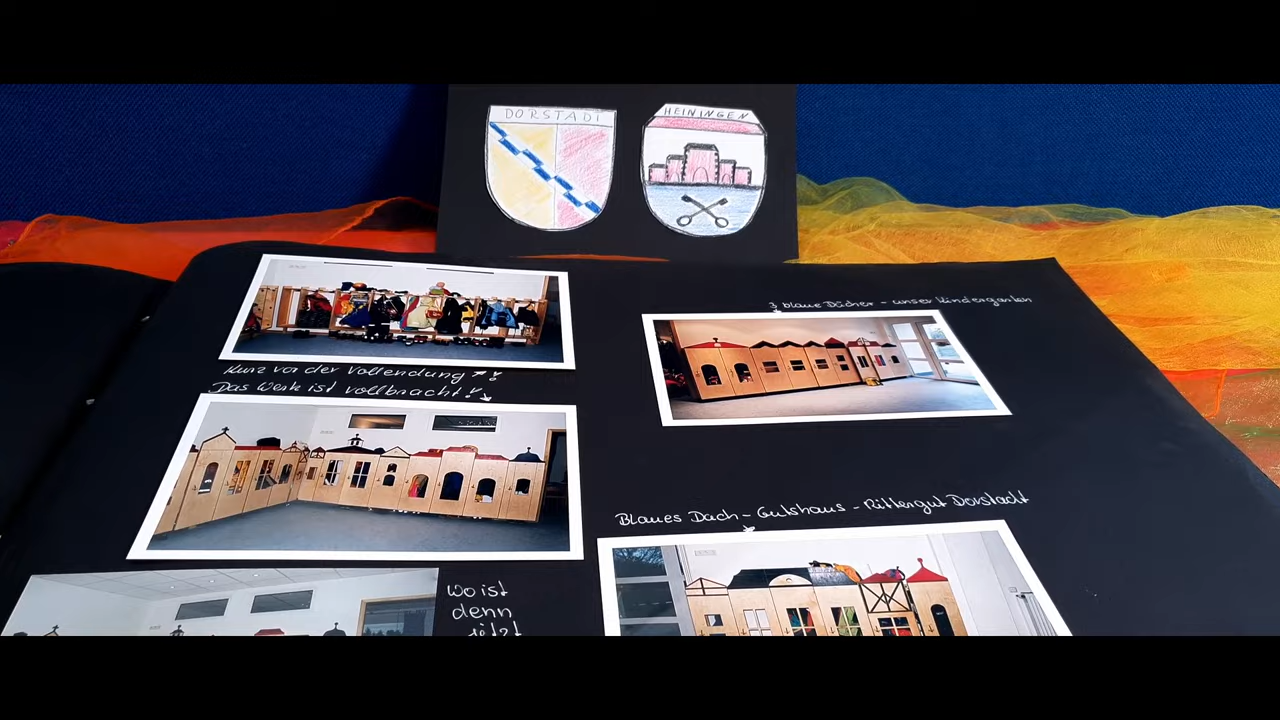 DORSTADT
HEININGEN
Kurz vor der Vollendung ↗!
Das Werk ist vollbracht!
3 blaue Dächer - unser Kindergarten
Blaues Dach - Gutshaus - Rittergut Dorstadt
Wo ist
denn
jetzt